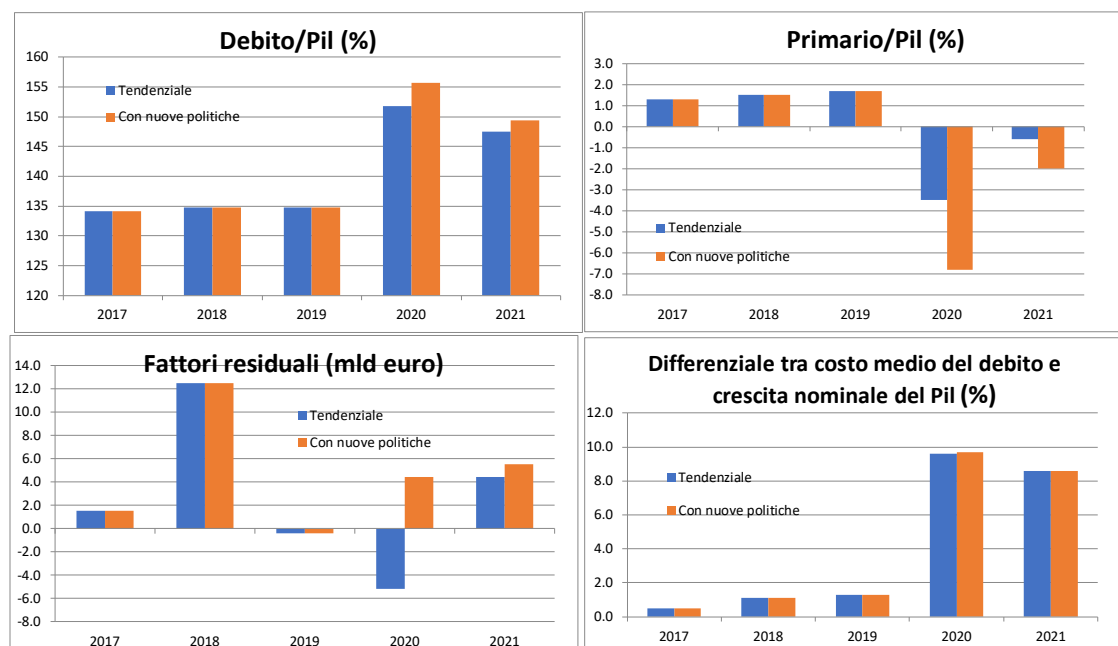 Debito/Pil (%)
160
155
150
145
140
135
130
125
120
Tendenziale
Con nuove politiche
2017 2018 2019 2020 2021
Primario/Pil (%)
3.0
2.0
1.0
0.0
-1.0
-2.0
-3.0
-4.0
-5.0
-6.0
-7.0
-8.0
Tendenziale
Con nuove politiche
2017 2018 2019 2020 2021
Fattori residuali (mld euro)
14.0
12.0
10.0
8.0
6.0
4.0
2.0
0.0
-2.0
-4.0
-6.0
-8.0
Tendenziale
Con nuove politiche
2017 2018 2019 2020 2021
Differenziale tra costo medio del debito e
crescita nominale del Pil (%)
12.0
10.0
8.0
6.0
4.0
2.0
0.0
Tendenziale
Con nuove politiche
2017 2018 2019 2020 2021